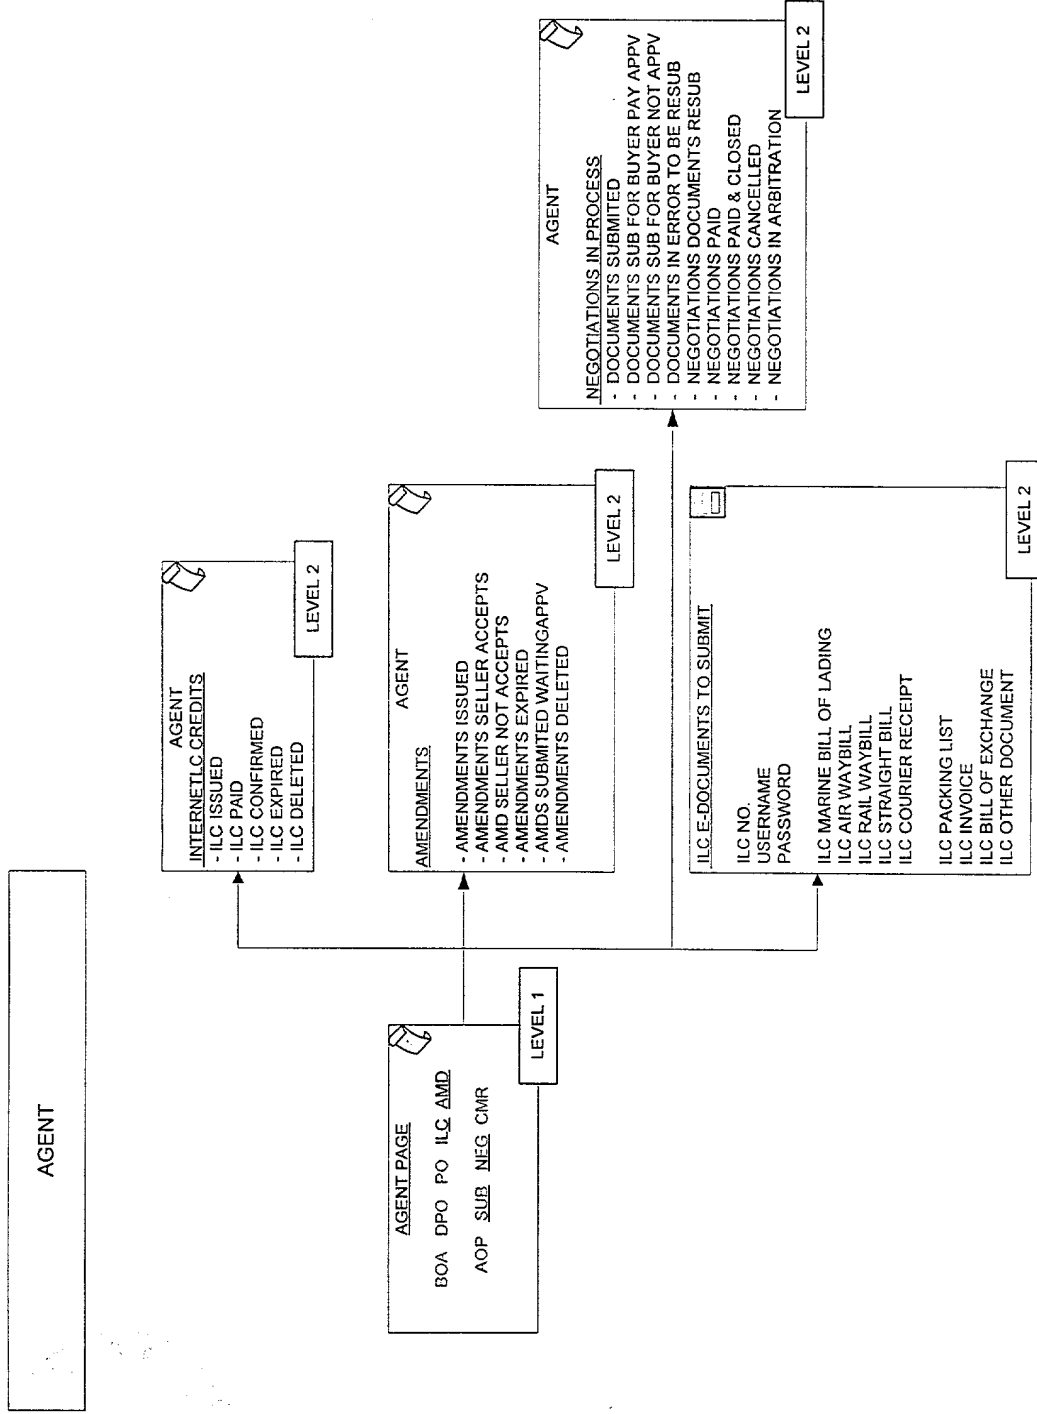 AGENT
AGENT PAGE
BOA DPO PO ILC AMD
AOP SUB NEG CMR
LEVEL 1
AGENT
INTERNETLC CREDITS
- ILC ISSUED
- ILC PAID
- ILC CONFIRMED
- ILC EXPIRED
- ILC DELETED
LEVEL 2
AGENT
AMENDMENTS
- AMENDMENTS ISSUED
- AMENDMENTS SELLER ACCEPTS
- AMD SELLER NOT ACCEPTS
- AMENDMENTS EXPIRED
- AMDS SUBMITED WAITINGAPPV
- AMENDMENTS DELETED
LEVEL 2
ILC E-DOCUMENTS TO SUBMIT
ILC NO.
USERNAME
PASSWORD
ILC MARINE BILL OF LADING
ILC AIR WAYBILL
ILC RAIL WAYBILL
ILC STRAIGHT BILL
ILC COURIER RECEIPT
ILC PACKING LIST
ILC INVOICE
ILC BILL OF EXCHANGE
ILC OTHER DOCUMENT
LEVEL 2
AGENT
NEGOTIATIONS IN PROCESS
- DOCUMENTS SUBMITED
- DOCUMENTS SUB FOR BUYER PAY APPV
- DOCUMENTS SUB FOR BUYER NOT APPV
- DOCUMENTS IN ERROR TO BE RESUB
- NEGOTIATIONS DOCUMENTS RESUB
- NEGOTIATIONS PAID
- NEGOTIATIONS PAID & CLOSED
- NEGOTIATIONS CANCELLED
- NEGOTIATIONS IN ARBITRATION
LEVEL 2